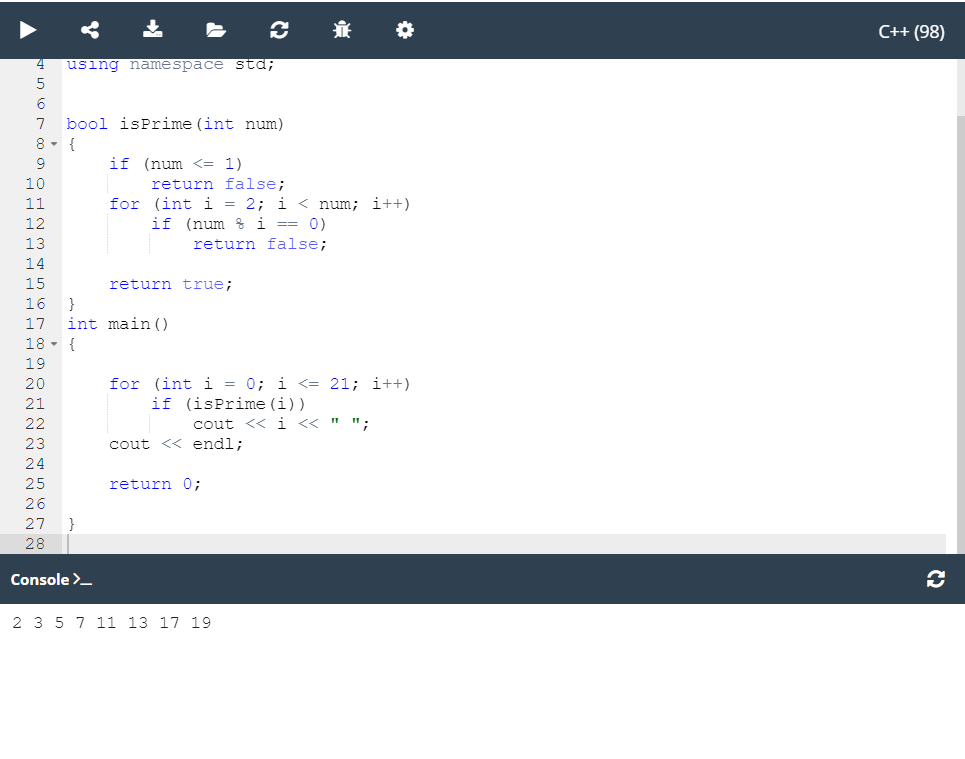 C++ (98)
4 using namespace std;
5
6
7 bool isPrime(int num)
8 {
9     if (num <= 1)
10         return false;
11     for (int i = 2; i < num; i++)
12         if (num % i == 0)
13             return false;
14
15     return true;
16 }
17 int main()
18 {
19
20     for (int i = 0; i <= 21; i++)
21         if (isPrime(i))
22             cout << i << " ";
23     cout << endl;
24
25     return 0;
26
27 }
28
Console >_
2 3 5 7 11 13 17 19